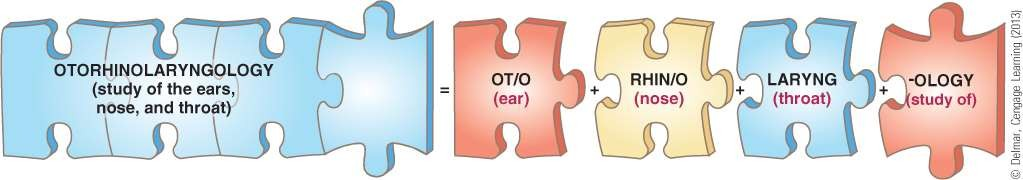 OTORHINOLARYNGOLOGY
(study of the ears,
nose, and throat)
=
OT/O
(ear)
+
RHIN/O
(nose)
+
LARYNG
(throat)
+
-OLOGY
(study of)
© Delmar, Cengage Learning (2013)